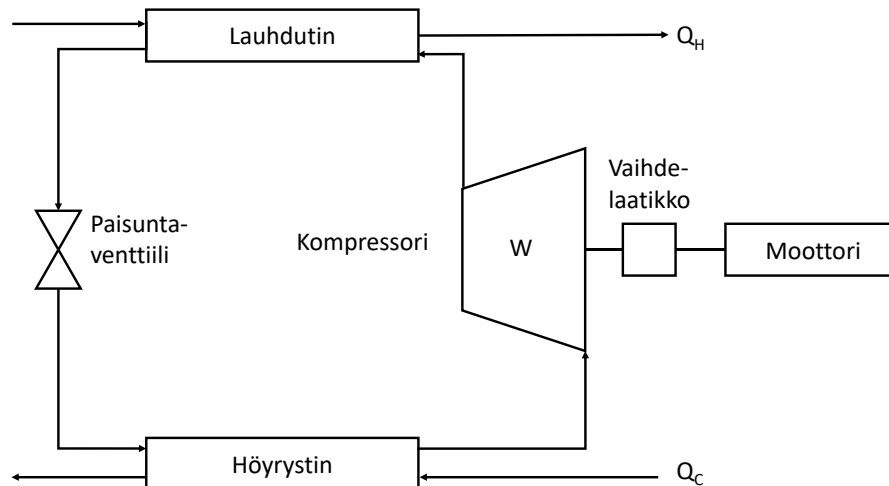 Lauhdutin
Q_H
Vaihde-
laatikko
Paisunta-
venttiili
Kompressori
W
Moottori
Höyrystin
Q_C